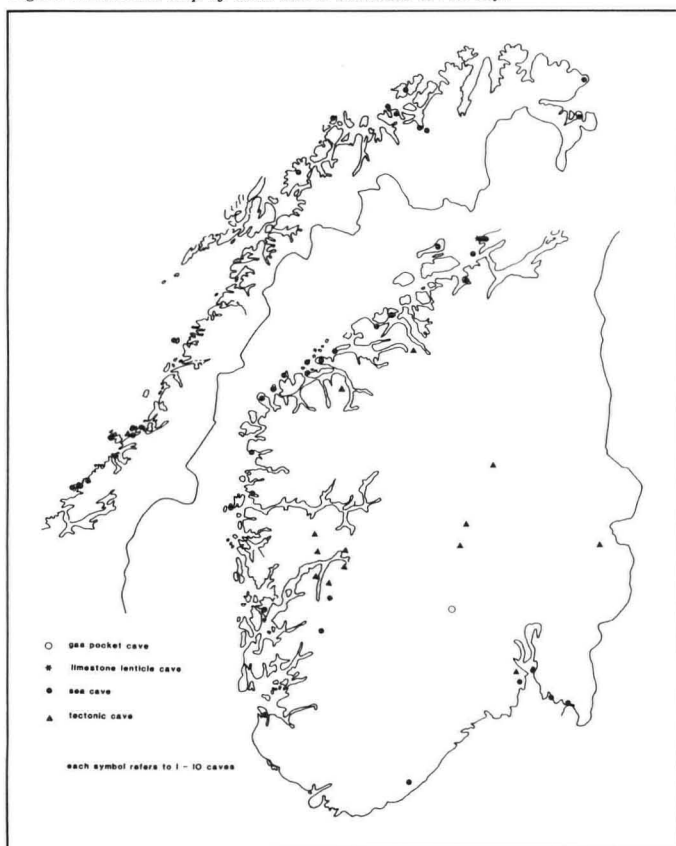 gas pocket cave
limestone lenticle cave
sea cave
tectonic cave
each symbol refers to 1 - 10 caves